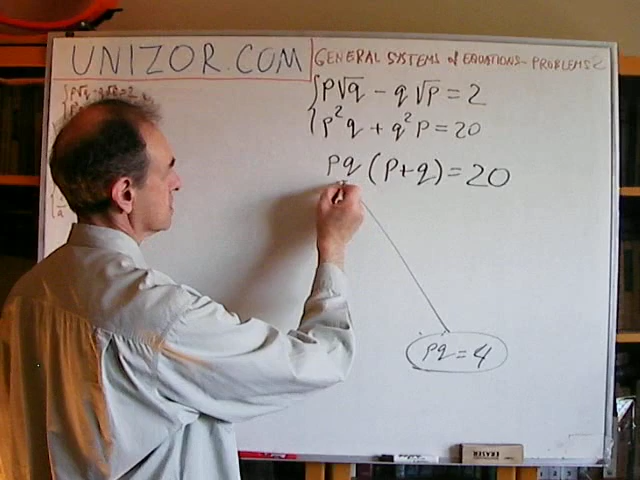 UNIZOR.COM
GENERAL SYSTEMS of EQUATIONS - PROBLEMS 2
p√q - q√p = 2
p²q + q²p = 20
pq (p+q) = 20
pq = 4
ERASER